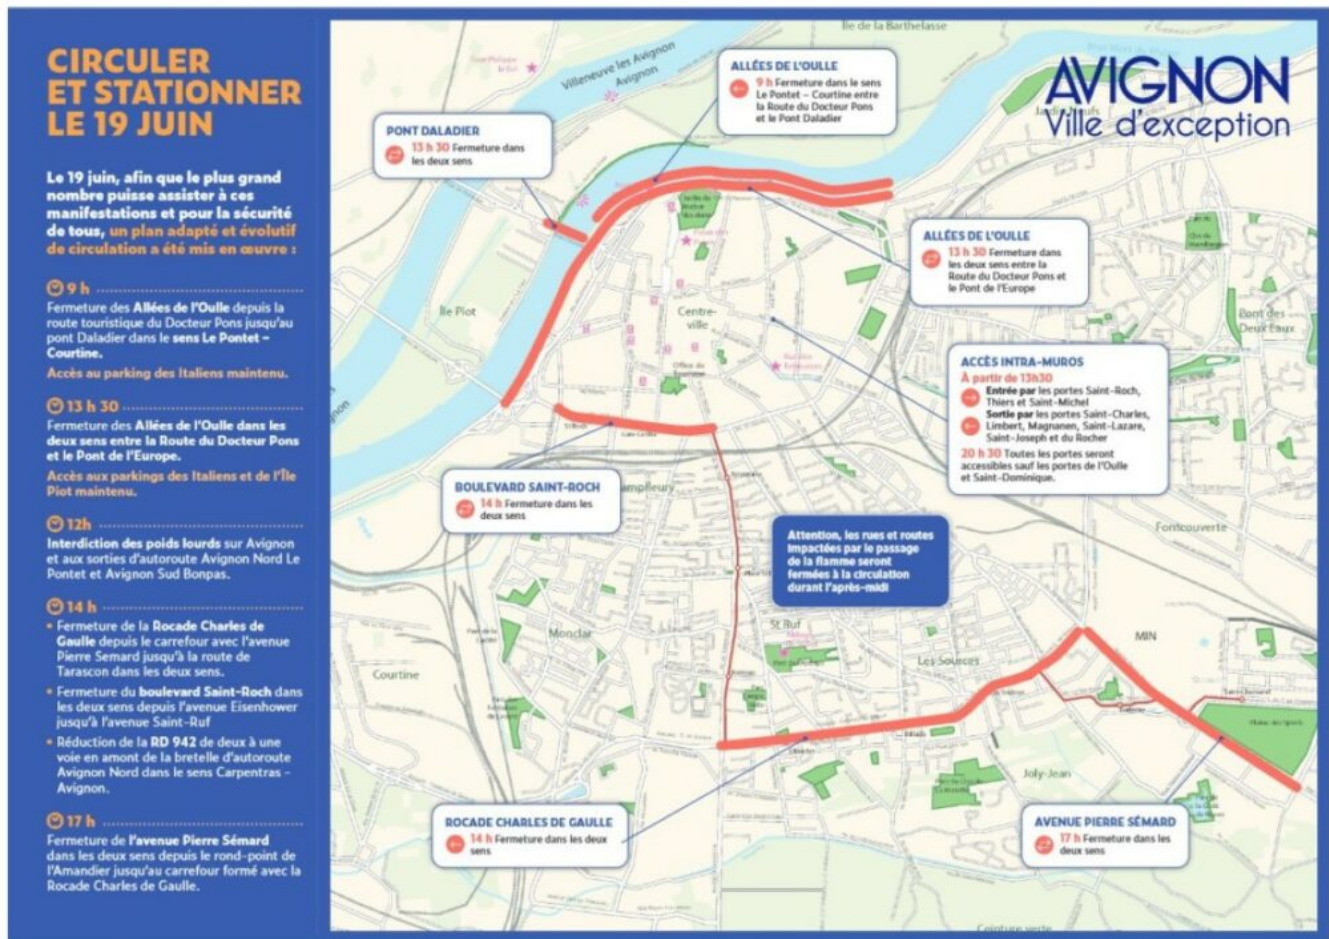 CIRCULER
ET STATIONNER
LE 19 JUIN
Le 19 juin, afin que le plus grand
nombre puisse assister à ces
manifestations et pour la sécurité
de tous, un plan adapté et évolutif
de circulation a été mis en œuvre :
9 h
Fermeture des Allées de l'Oulle depuis la
route touristique du Docteur Pons jusqu'au
pont Daladier dans le sens Le Pontet –
Courtine.
Accès au parking des Italiens maintenu.
13 h 30
Fermeture des Allées de l'Oulle dans les
deux sens entre la Route du Docteur Pons
et le Pont de l'Europe.
Accès aux parkings des Italiens et de l'Île
Piot maintenu.
12h
Interdiction des poids lourds sur Avignon
et aux sorties d'autoroute Avignon Nord Le
Pontet et Avignon Sud Bonpas.
14 h
• Fermeture de la Rocade Charles de
Gaulle depuis le carrefour avec l'avenue
Pierre Semard jusqu'à la route de
Tarascon dans les deux sens.
• Fermeture du boulevard Saint-Roch dans
les deux sens depuis l'avenue Eisenhower
jusqu'à l'avenue Saint-Ruf
• Réduction de la RD 942 de deux à une
voie en amont de la bretelle d'autoroute
Avignon Nord dans le sens Carpentras –
Avignon.
17 h
Fermeture de l'avenue Pierre Sémard
dans les deux sens depuis le rond-point de
l'Amandier jusqu'au carrefour formé avec la
Rocade Charles de Gaulle.
AVIGNON
Ville d'exception
Île de la Barthelasse
Villeneuve les Avignon
Avignon
ALLÉES DE L'OULLE
9 h Fermeture dans le sens
Le Pontet – Courtine entre
la Route du Docteur Pons
et le Pont Daladier
PONT DALADIER
13 h 30 Fermeture dans
les deux sens
ALLÉES DE L'OULLE
13 h 30 Fermeture dans
les deux sens entre la
Route du Docteur Pons et
le Pont de l'Europe
Île Piot
Centre-
ville
Office de
Pont des
Deux Eaux
ACCÈS INTRA-MUROS
À partir de 13h30
Entrée par les portes Saint-Roch,
Thiers et Saint-Michel
Sortie par les portes Saint-Charles,
Limbert, Magnanen, Saint-Lazare,
Saint-Joseph et du Rocher
20 h 30 Toutes les portes seront
accessibles sauf les portes de l'Oulle
et Saint-Dominique.
BOULEVARD SAINT-ROCH
14 h Fermeture dans les
deux sens
Attention, les rues et routes
impactées par le passage
de la flamme seront
fermées à la circulation
durant l'après-midi
Fontcouverte
St Ruf
Monclar
MIN
Les Sources
Courtine
Plaine des Sports
Joly-Jean
ROCADE CHARLES DE GAULLE
14 h Fermeture dans les deux
sens
AVENUE PIERRE SÉMARD
17 h Fermeture dans les
deux sens
Ceinture verte